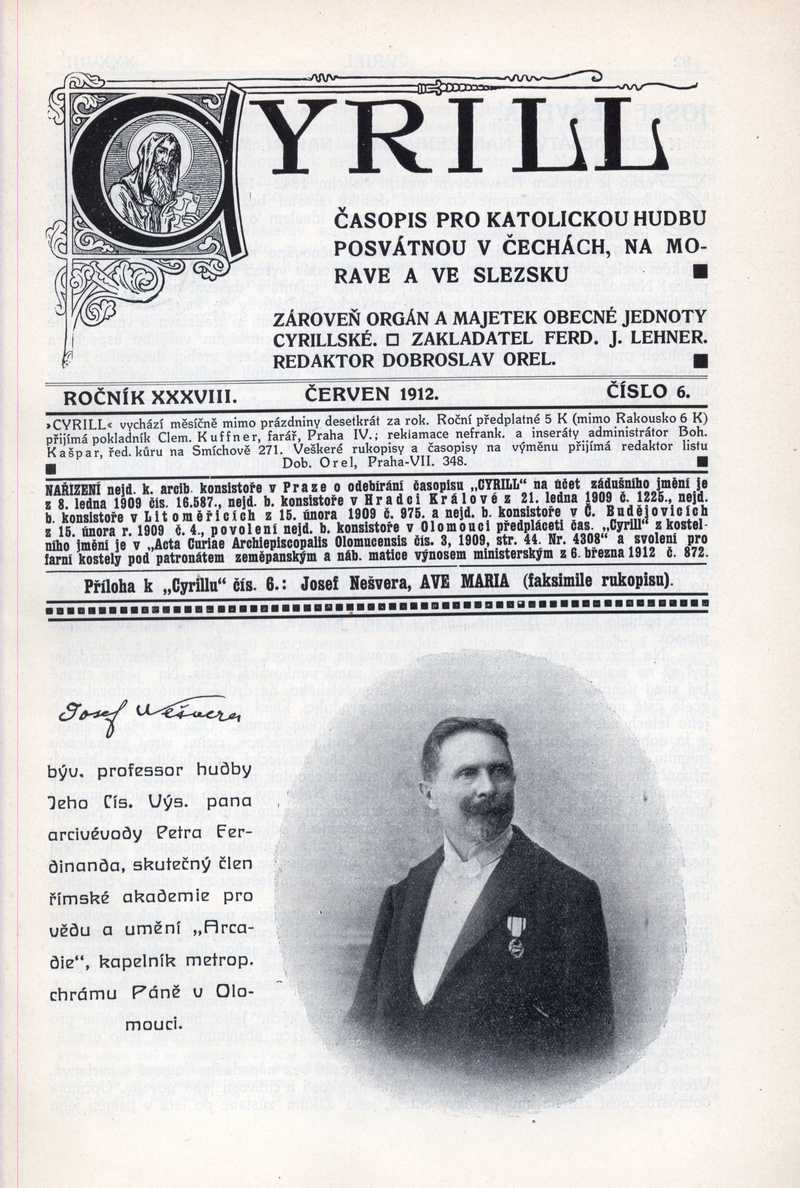 CYRILL
ČASOPIS PRO KATOLICKOU HUDBU
POSVÁTNOU V ČECHÁCH, NA MO-
RAVE A VE SLEZSKU
ZÁROVEŇ ORGÁN A MAJETEK OBECNÉ JEDNOTY
CYRILLSKÉ. □ ZAKLADATEL FERD. J. LEHNER.
REDAKTOR DOBROSLAV OREL.
ROČNÍK XXXVIII. ČERVEN 1912. ČÍSLO 6.
»CYRILL« vychází měsíčně mimo prázdniny desetkrát za rok. Roční předplatné 5 K (mimo Rakousko 6 K)
přijímá pokladník Clem. Kuffner, farář, Praha IV.; reklamace nefrank. a inseráty administrátor Boh.
Kašpar, řed. kůru na Smíchově 271. Veškeré rukopisy a časopisy na výměnu přijímá redaktor listu
Dob. Orel, Praha-VII. 348.
NAŘÍZENÍ nejd. k. arcib. konsistoře v Praze o odebírání časopisu „CYRILL“ na účet zádušního jmění je
z 8. ledna 1909 čís. 16.587., nejd. b. konsistoře v Hradci Králové z 21. ledna 1909 č. 1225., nejd.
b. konsistoře v Litoměřicích z 15. února 1909 č. 975. a nejd. b. konsistoře v Č. Budějovicích
z 15. února r. 1909 č. 4., povolení nejd. b. konsistoře v Olomouci předpláceti čas. „Cyrill“ z kostel-
ního jmění je v „Acta Curiae Archiepiscopalis Olomucensis čís. 3, 1909, str. 44. Nr. 4308“ a svolení pro
farní kostely pod patronátem zeměpanským a náb. matice výnosem ministerským z 6. března 1912 č. 872.
Příloha k „Cyrillu“ čís. 6.: Josef Nešvera, AVE MARIA (faksimile rukopisu).
Josef Nešvera
býv. professor hudby
Jeho Cís. Výs. pana
arcivévody Petra Fer-
dinanda, skutečný člen
římské akademie pro
vědu a umění „Arca-
die“, kapelník metrop.
chrámu Páně v Olo-
mouci.